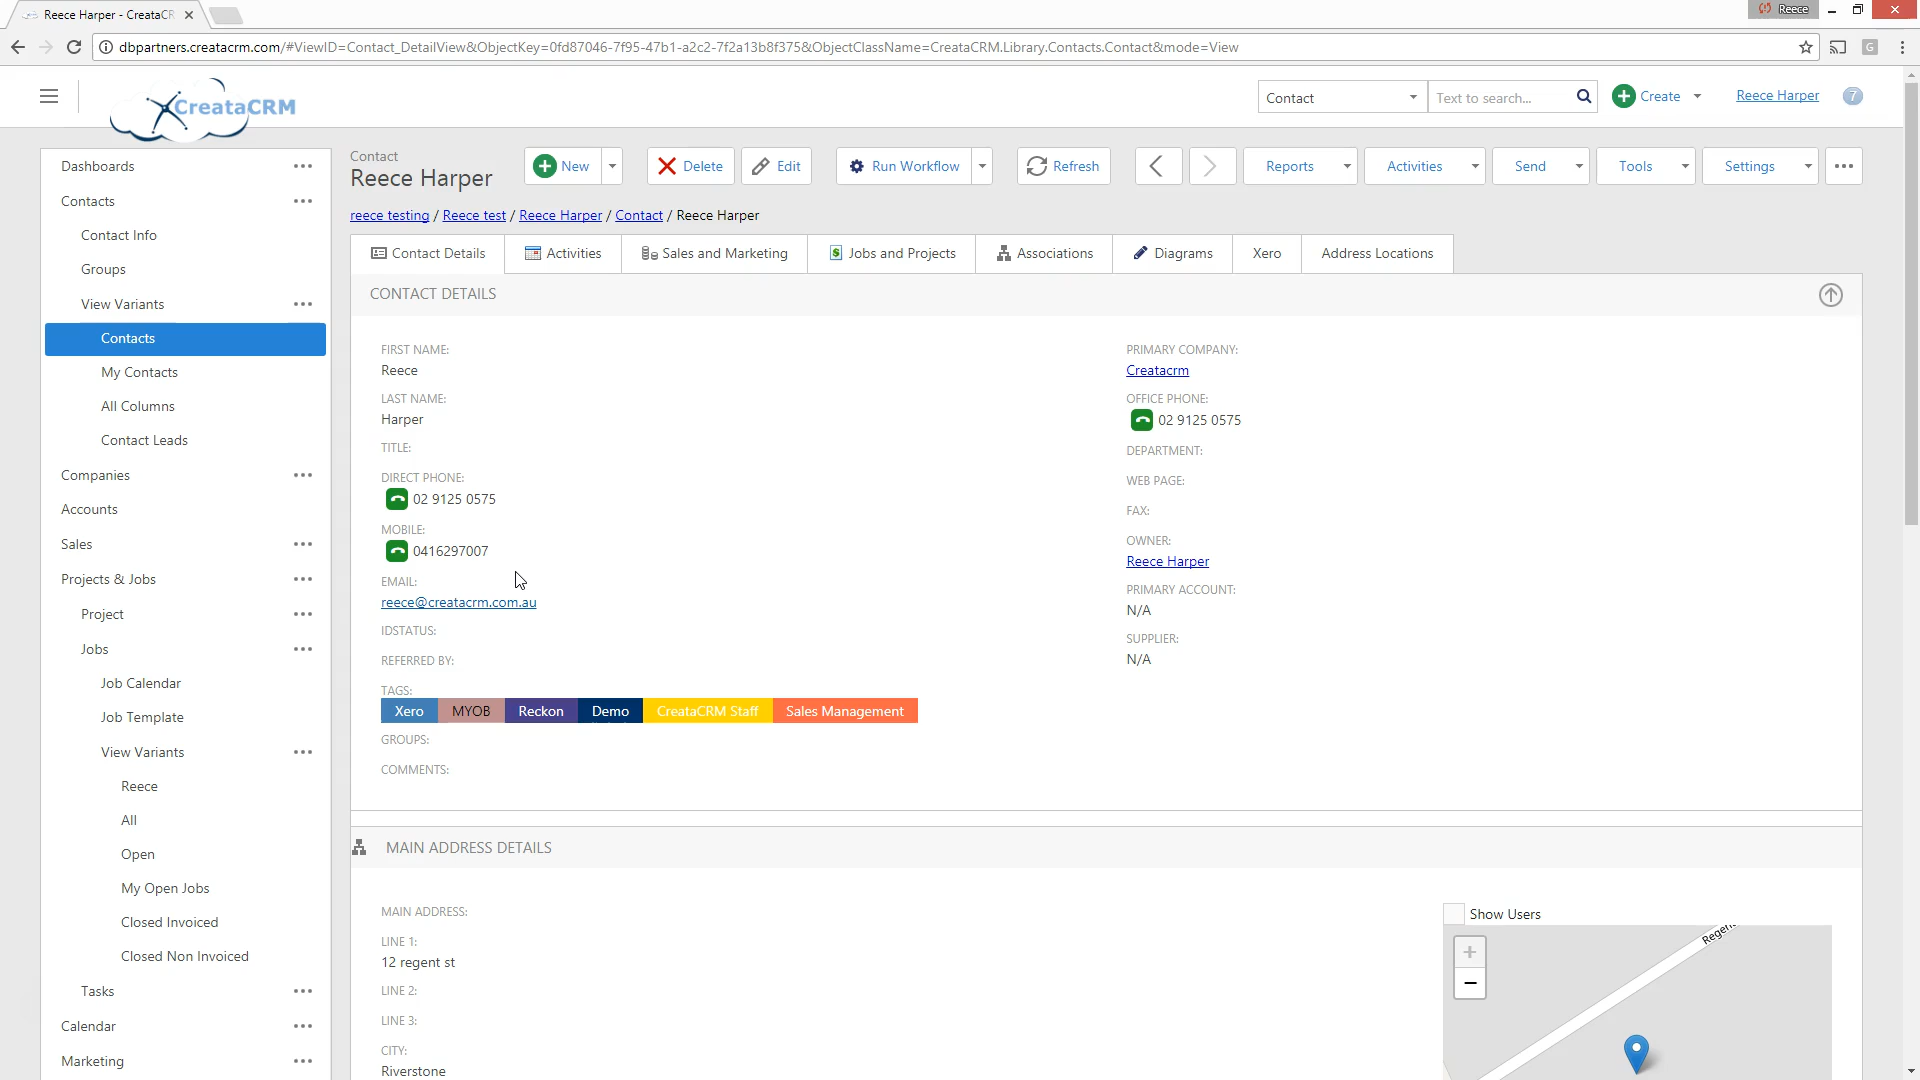 Reece Harper - CreataCR
Reece
dbpartners.creatacrm.com/#ViewID=Contact_DetailView&ObjectKey=0fd87046-7f95-47b1-a2c2-7f2a13b8f375&ObjectClassName=CreataCRM.Library.Contacts.Contact&mode=View
G
CreataCRM
Contact
Text to search...
Create
Reece Harper
?
Dashboards
Contacts
Contact Info
Groups
View Variants
Contacts
My Contacts
All Columns
Contact Leads
Companies
Accounts
Sales
Projects & Jobs
Project
Jobs
Job Calendar
Job Template
View Variants
Reece
All
Open
My Open Jobs
Closed Invoiced
Closed Non Invoiced
Tasks
Calendar
Marketing
Contact
Reece Harper
New
Delete
Edit
Run Workflow
Refresh
Reports
Activities
Send
Tools
Settings
reece testing / Reece test / Reece Harper / Contact / Reece Harper
Contact Details
Activities
Sales and Marketing
Jobs and Projects
Associations
Diagrams
Xero
Address Locations
CONTACT DETAILS
FIRST NAME:
Reece
LAST NAME:
Harper
TITLE:
DIRECT PHONE:
02 9125 0575
MOBILE:
0416297007
EMAIL:
reece@creatacrm.com.au
IDSTATUS:
REFERRED BY:
TAGS:
Xero MYOB Reckon Demo CreataCRM Staff Sales Management
GROUPS:
COMMENTS:
PRIMARY COMPANY:
Creatacrm
OFFICE PHONE:
02 9125 0575
DEPARTMENT:
WEB PAGE:
FAX:
OWNER:
Reece Harper
PRIMARY ACCOUNT:
N/A
SUPPLIER:
N/A
MAIN ADDRESS DETAILS
MAIN ADDRESS:
LINE 1:
12 regent st
LINE 2:
LINE 3:
CITY:
Riverstone
Show Users
+
−